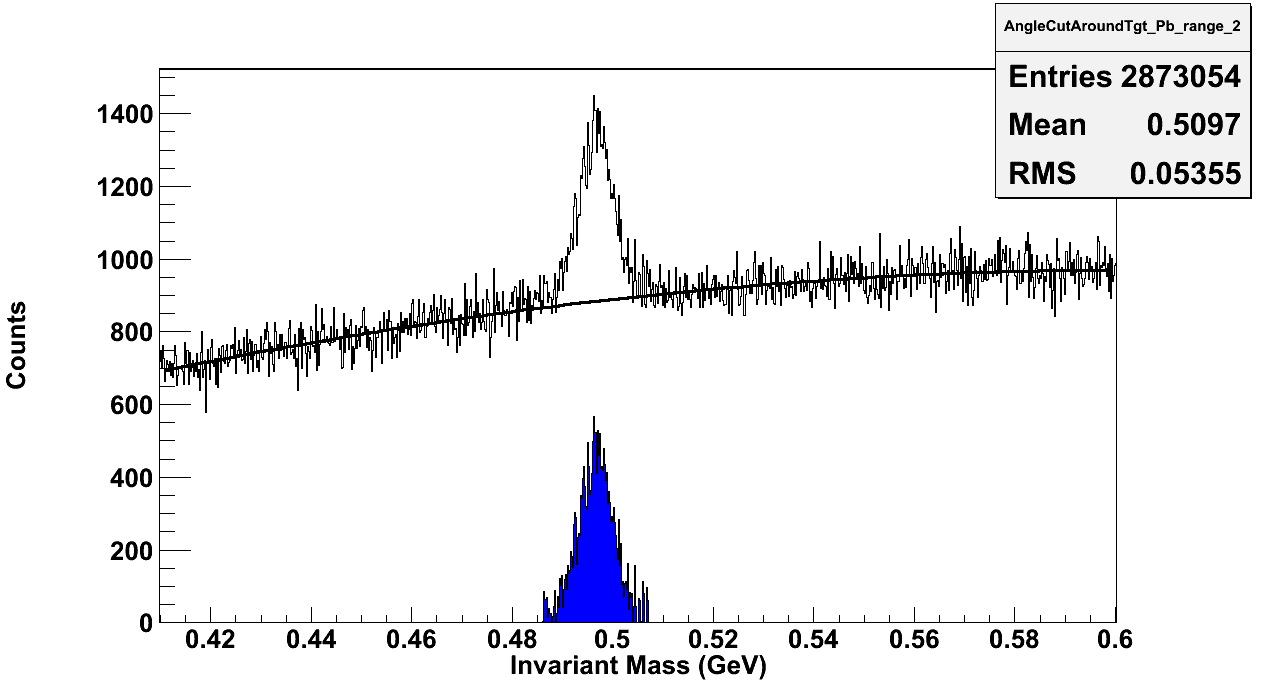 AngleCutAroundTgt_Pb_range_2
Entries 2873054
Mean 0.5097
RMS 0.05355
1400
1200
1000
800
600
400
200
0
Counts
0.42 0.44 0.46 0.48 0.5 0.52 0.54 0.56 0.58 0.6
Invariant Mass (GeV)